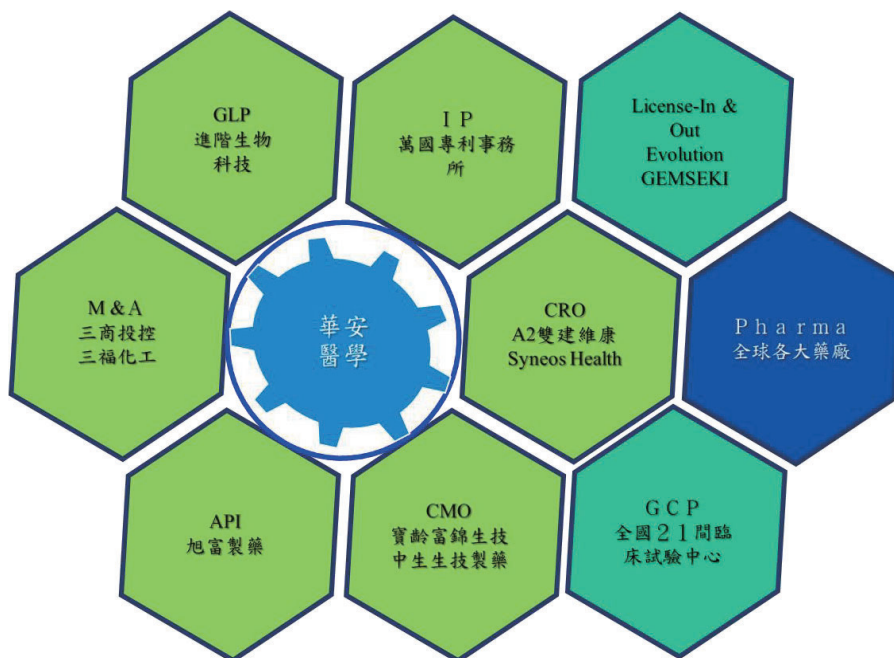 GLP
進階生物
科技
ＩＰ
萬國專利事務
所
License-In &
Out
Evolution
GEMSEKI
M & A
三商投控
三福化工
華安
醫學
CRO
A2雙建維康
Syneos Health
Ｐｈａｒｍａ
全球各大藥廠
API
旭富製藥
CMO
寶齡富錦生技
中生生技製藥
ＧＣＰ
全國２１間臨
床試驗中心